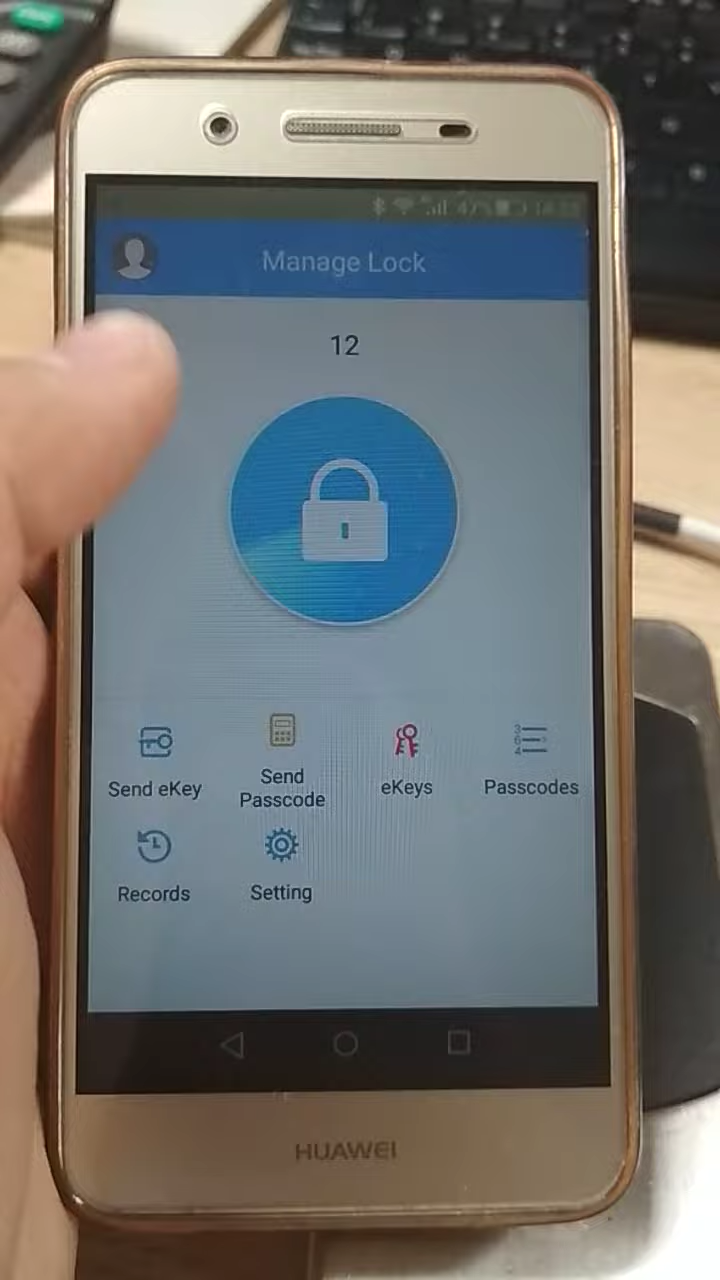 Manage Lock
12
Send eKey
Send
Passcode
eKeys
Passcodes
Records
Setting
HUAWEI